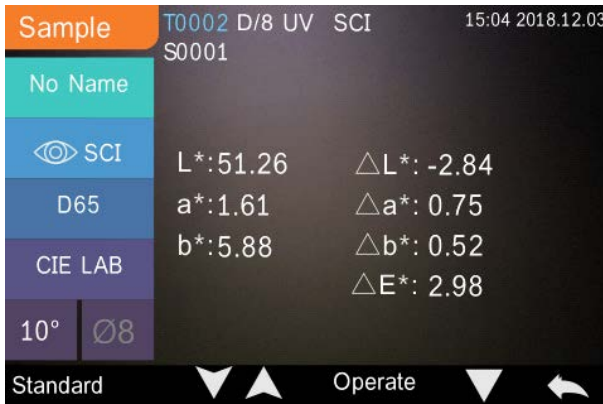 Sample
T0002 D/8 UV SCI
15:04 2018.12.03
S0001
No Name
SCI
D65
CIE LAB
10° Ø8
L*:51.26
a*:1.61
b*:5.88
△L*: -2.84
△a*: 0.75
△b*: 0.52
△E*: 2.98
Standard
Operate